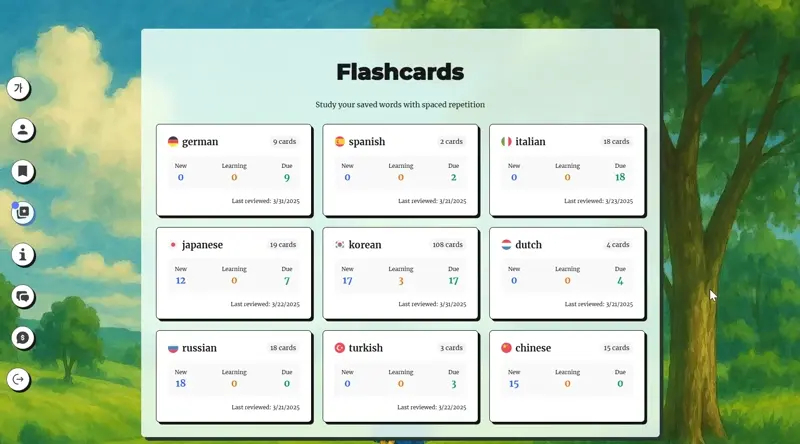 Flashcards
Study your saved words with spaced repetition
가
german 9 cards
New Learning Due
0 0 9
Last reviewed: 3/31/2025
spanish 2 cards
New Learning Due
0 0 2
Last reviewed: 3/21/2025
italian 18 cards
New Learning Due
0 0 18
Last reviewed: 3/23/2025
japanese 19 cards
New Learning Due
12 0 7
Last reviewed: 3/22/2025
korean 108 cards
New Learning Due
17 3 17
Last reviewed: 3/31/2025
dutch 4 cards
New Learning Due
0 0 4
Last reviewed: 3/21/2025
russian 18 cards
New Learning Due
18 0 0
Last reviewed: 3/21/2025
turkish 3 cards
New Learning Due
0 0 3
Last reviewed: 3/22/2025
chinese 15 cards
New Learning Due
15 0 0